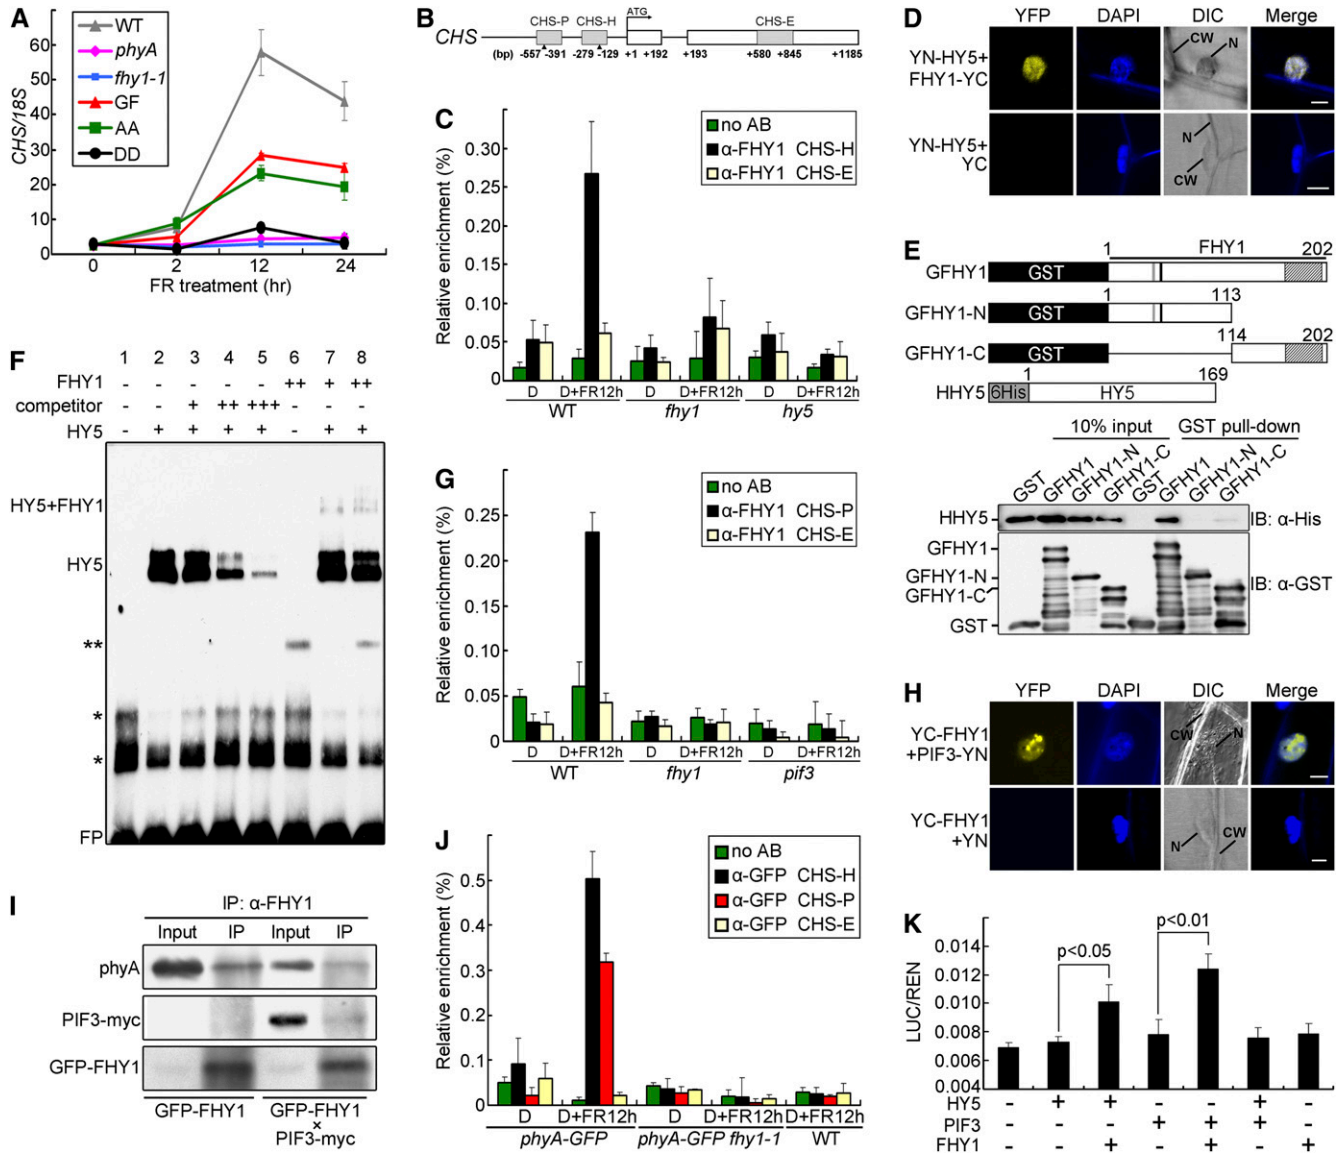 A
CHS/18S
60
50
40
30
20
10
0
WT
phyA
fhy1-1
GF
AA
DD
0 2 12 24
FR treatment (hr)
B
CHS
CHS-P CHS-H ATG CHS-E
(bp) -557 -391 -279 -129 +1 +192 +193 +580 +845 +1185
C
Relative enrichment (%)
0.30
0.25
0.20
0.15
0.10
0.05
0
no AB
α-FHY1 CHS-H
α-FHY1 CHS-E
D D+FR12h D D+FR12h D D+FR12h
WT fhy1 hy5
D
YFP DAPI DIC Merge
YN-HY5+
FHY1-YC
CW N
YN-HY5+
YC
N
CW
E
1 FHY1 202
GFHY1 GST
1 113
GFHY1-N GST
114 202
GFHY1-C GST
1 169
HHY5 6His HY5
10% input GST pull-down
GST GFHY1 GFHY1-N GFHY1-C GST GFHY1 GFHY1-N GFHY1-C
HHY5 IB: α-His
GFHY1
GFHY1-N
GFHY1-C
IB: α-GST
GST
F
1 2 3 4 5 6 7 8
FHY1 - - - - - ++ + ++
competitor - - + ++ +++ - - -
HY5 - + + + + - + +
HY5+FHY1
HY5
**
*
*
FP
G
Relative enrichment (%)
0.25
0.20
0.15
0.10
0.05
0
no AB
α-FHY1 CHS-P
α-FHY1 CHS-E
D D+FR12h D D+FR12h D D+FR12h
WT fhy1 pif3
H
YFP DAPI DIC Merge
YC-FHY1
+PIF3-YN
CW N
YC-FHY1
+YN
N CW
I
IP: α-FHY1
Input IP Input IP
phyA
PIF3-myc
GFP-FHY1
GFP-FHY1 GFP-FHY1
×
PIF3-myc
J
Relative enrichment (%)
0.5
0.4
0.3
0.2
0.1
0
no AB
α-GFP CHS-H
α-GFP CHS-P
α-GFP CHS-E
D D+FR12h D D+FR12h D D+FR12h
phyA-GFP phyA-GFP fhy1-1 WT
K
LUC/REN
0.014
0.012
0.010
0.008
0.006
0.004
p<0.05
p<0.01
HY5 - + + - - + -
PIF3 - - - + + + -
FHY1 - - + - + - +